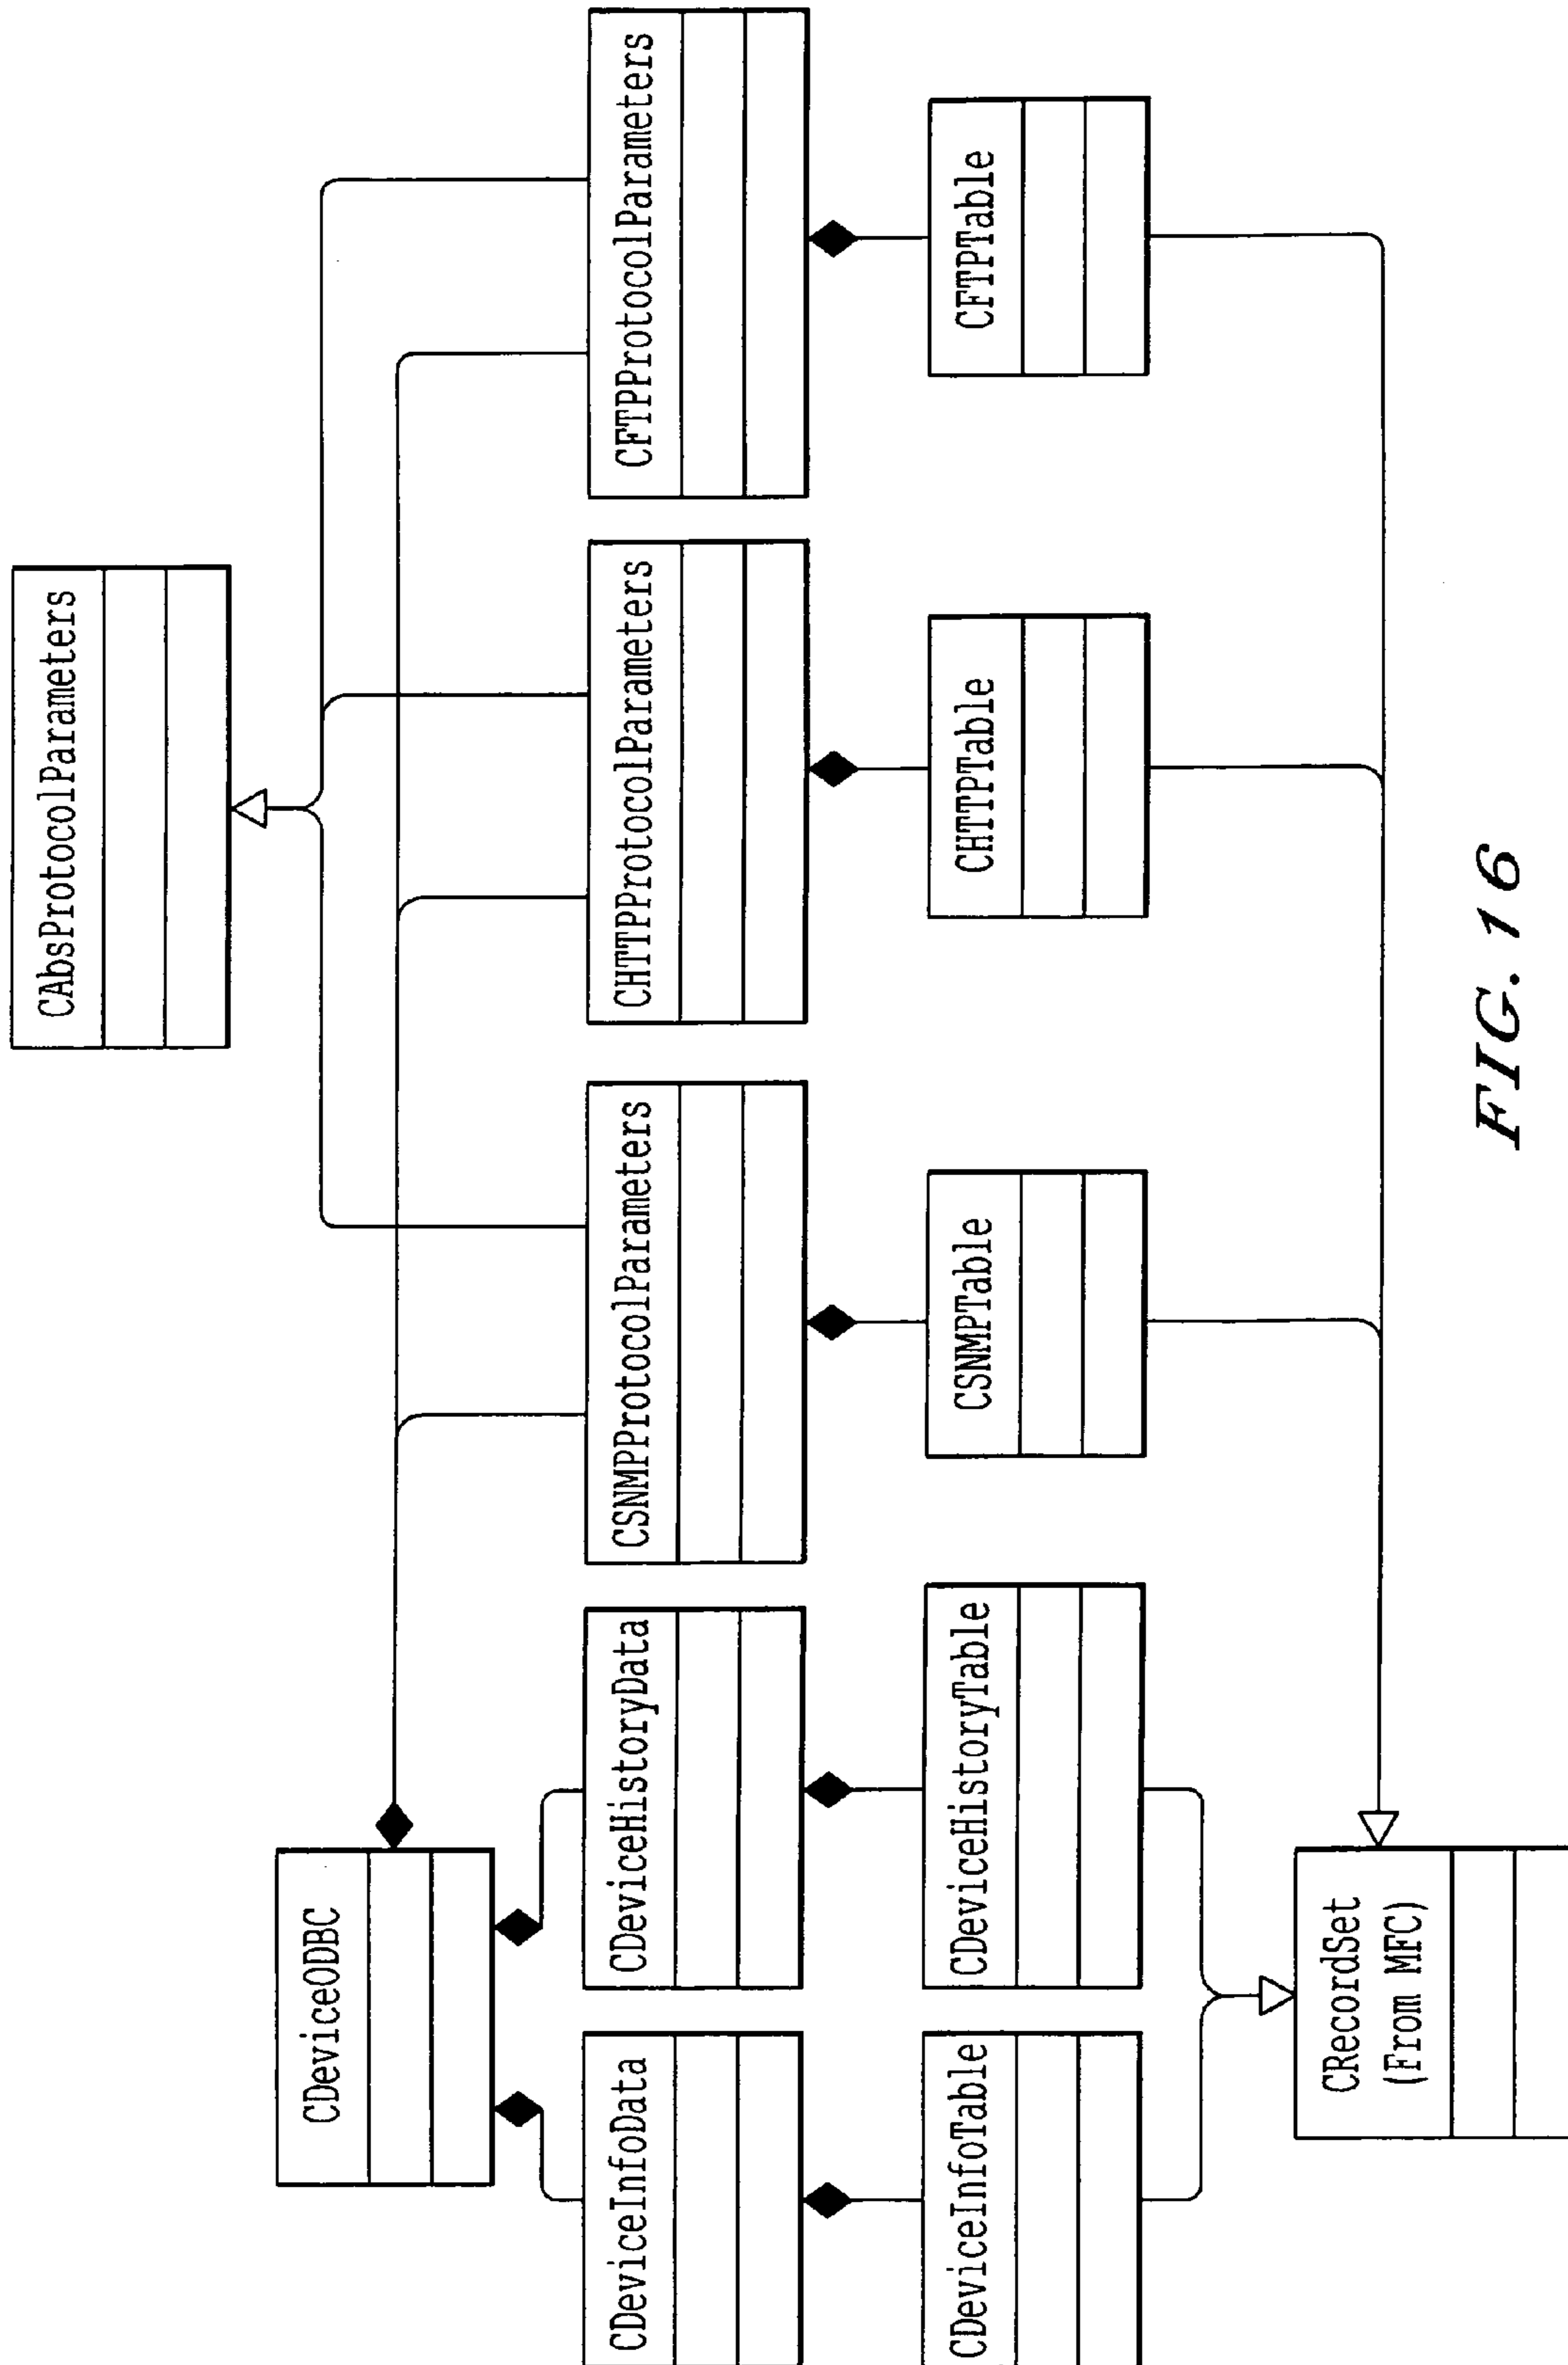 CAbsProtocolParameters
CDeviceODBC
CDeviceInfoData
CDeviceHistoryData
CSNMPProtocolParameters
CHTTPProtocolParameters
CFTPProtocolParameters
CDeviceInfoTable
CDeviceHistoryTable
CSNMPTable
CHTTPTable
CFTPTable
CRecordSet
(From MFC)
FIG. 16